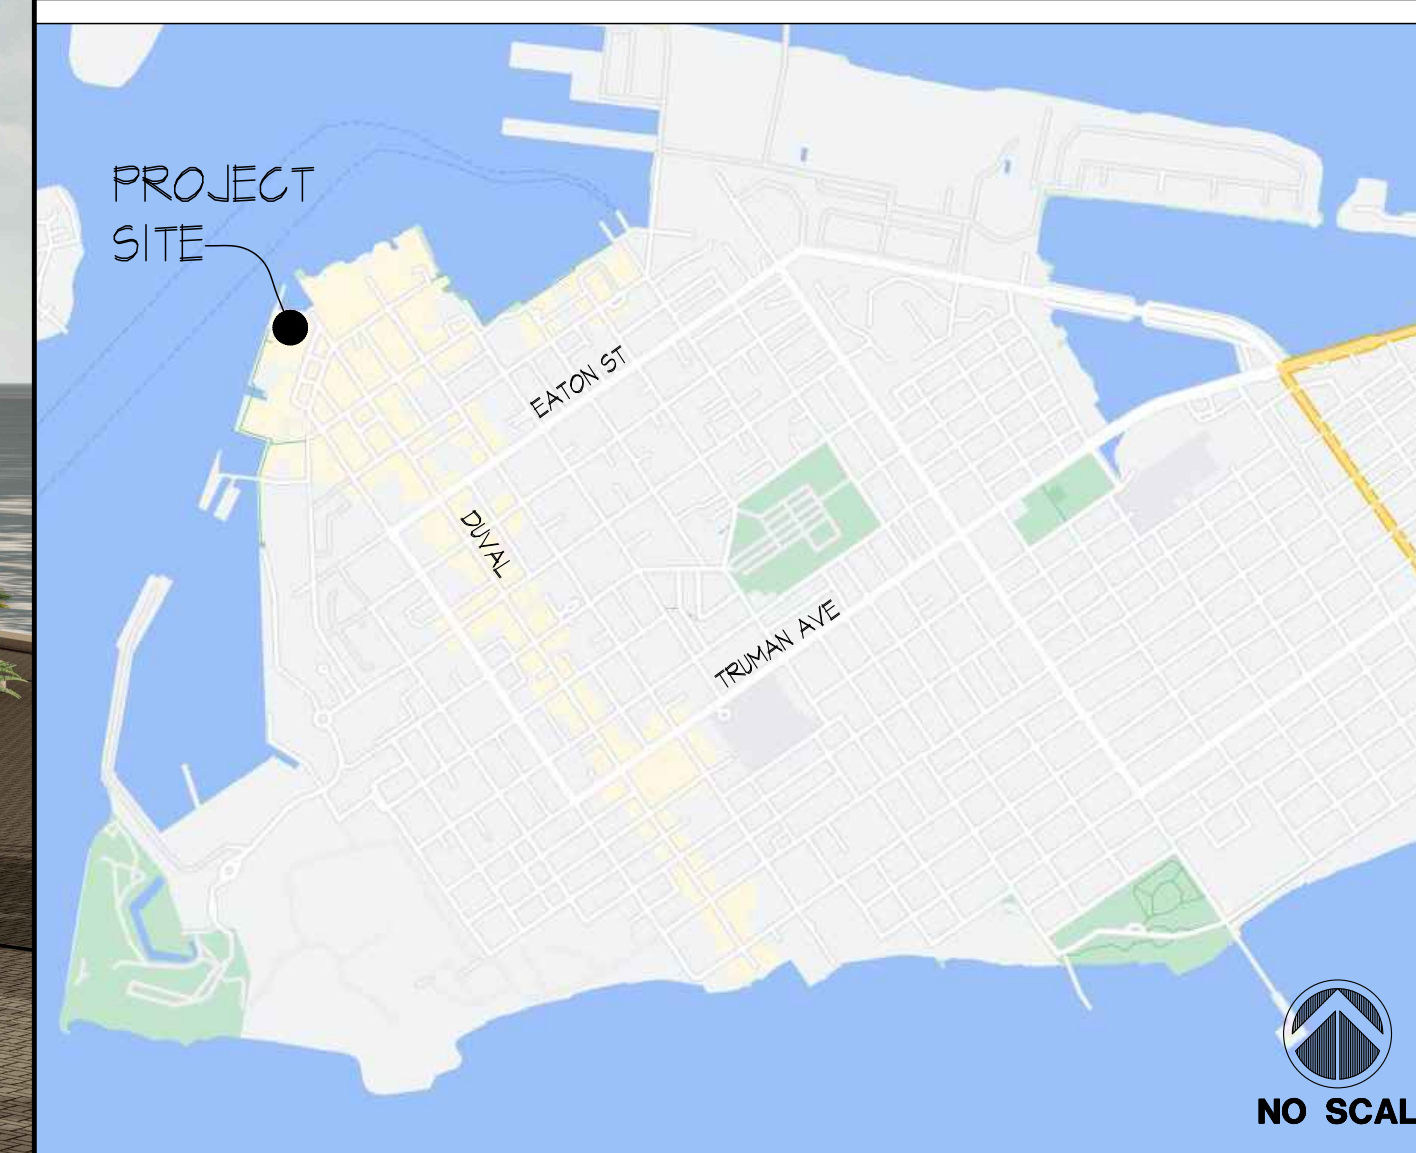 PROJECT
SITE
EATON ST
DUVAL
TRUMAN AVE
NO SCAL